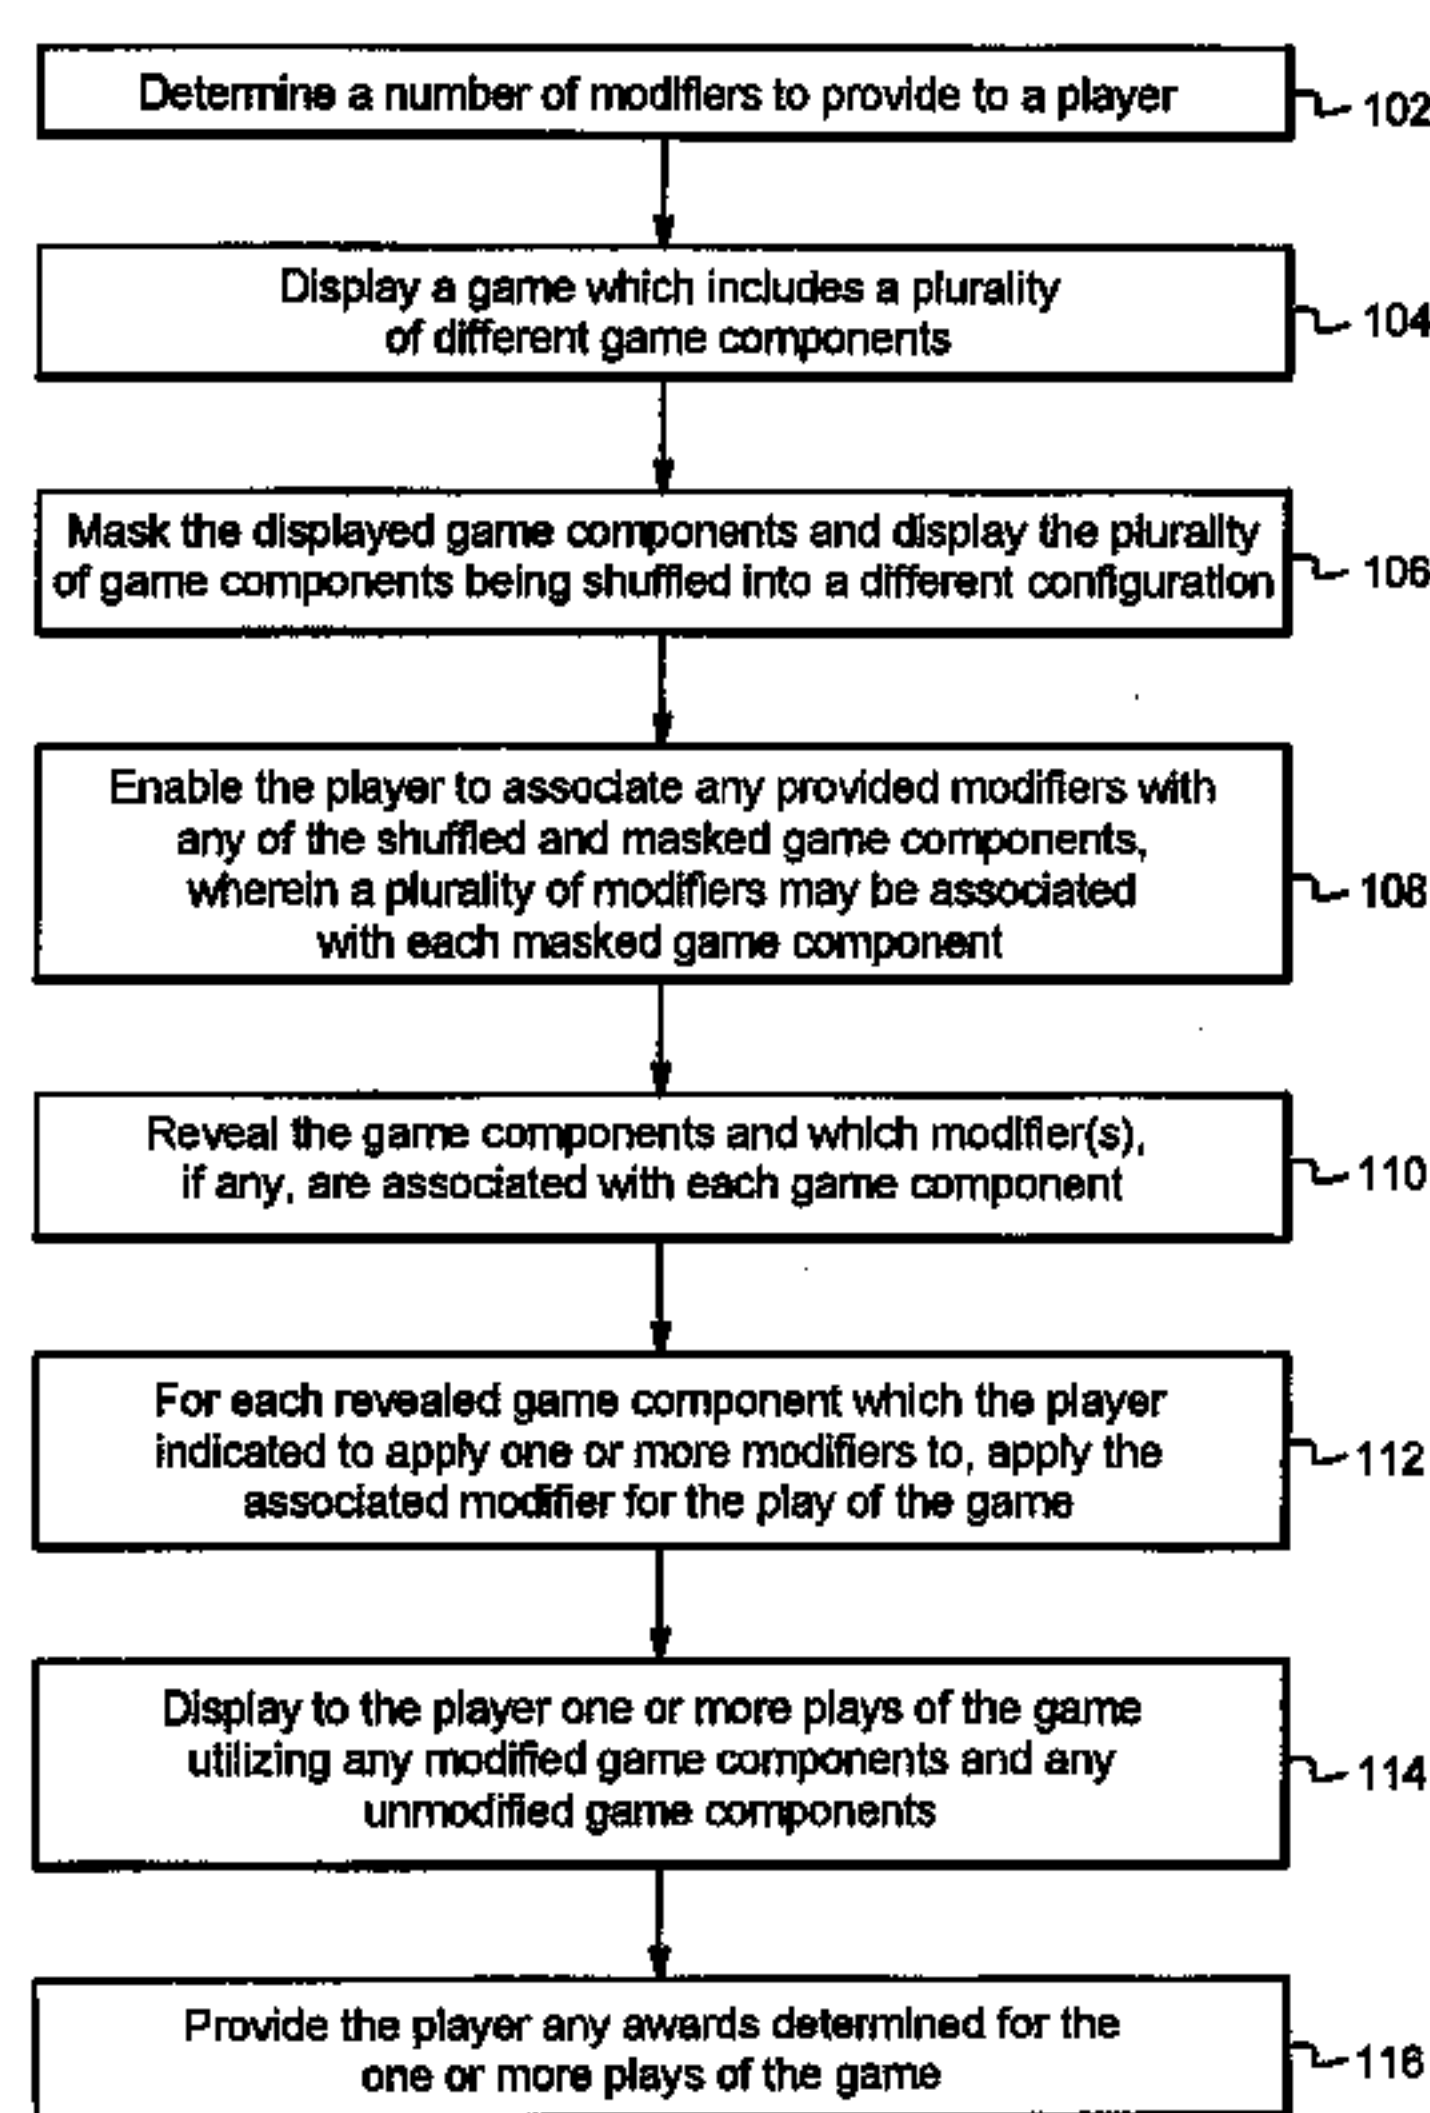 Determine a number of modifiers to provide to a player
102
Display a game which includes a plurality
of different game components
104
Mask the displayed game components and display the plurality
of game components being shuffled into a different configuration
106
Enable the player to associate any provided modifiers with
any of the shuffled and masked game components,
wherein a plurality of modifiers may be associated
with each masked game component
108
Reveal the game components and which modifier(s),
if any, are associated with each game component
110
For each revealed game component which the player
indicated to apply one or more modifiers to, apply the
associated modifier for the play of the game
112
Display to the player one or more plays of the game
utilizing any modified game components and any
unmodified game components
114
Provide the player any awards determined for the
one or more plays of the game
116